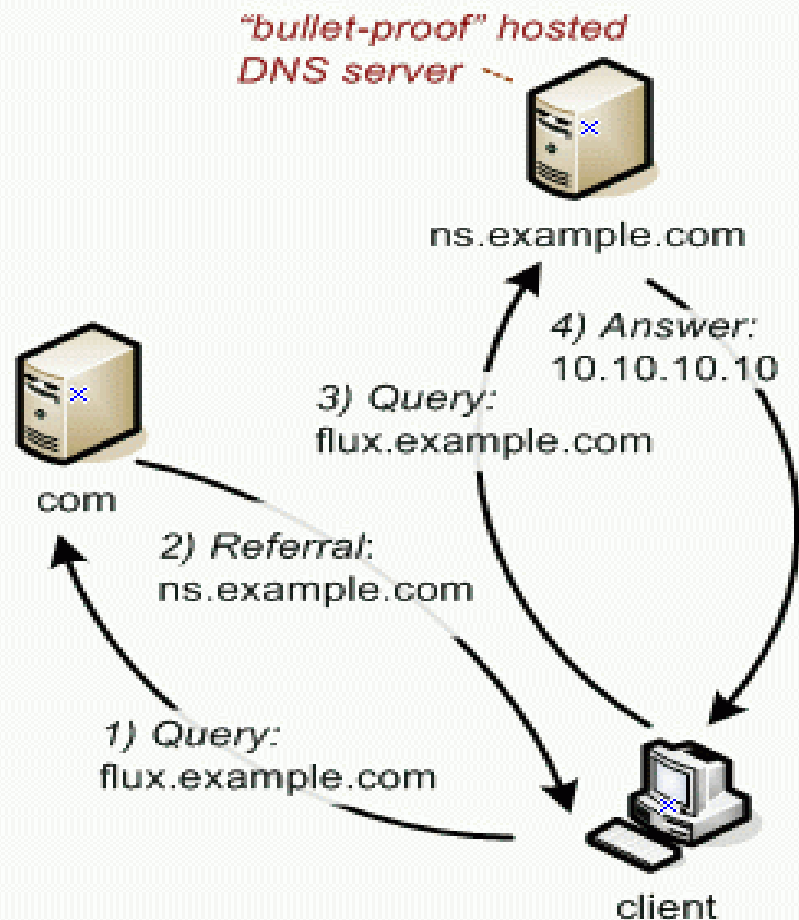 "bullet-proof" hosted
DNS server
ns.example.com
4) Answer:
10.10.10.10
3) Query:
flux.example.com
com
2) Referral:
ns.example.com
1) Query:
flux.example.com
client